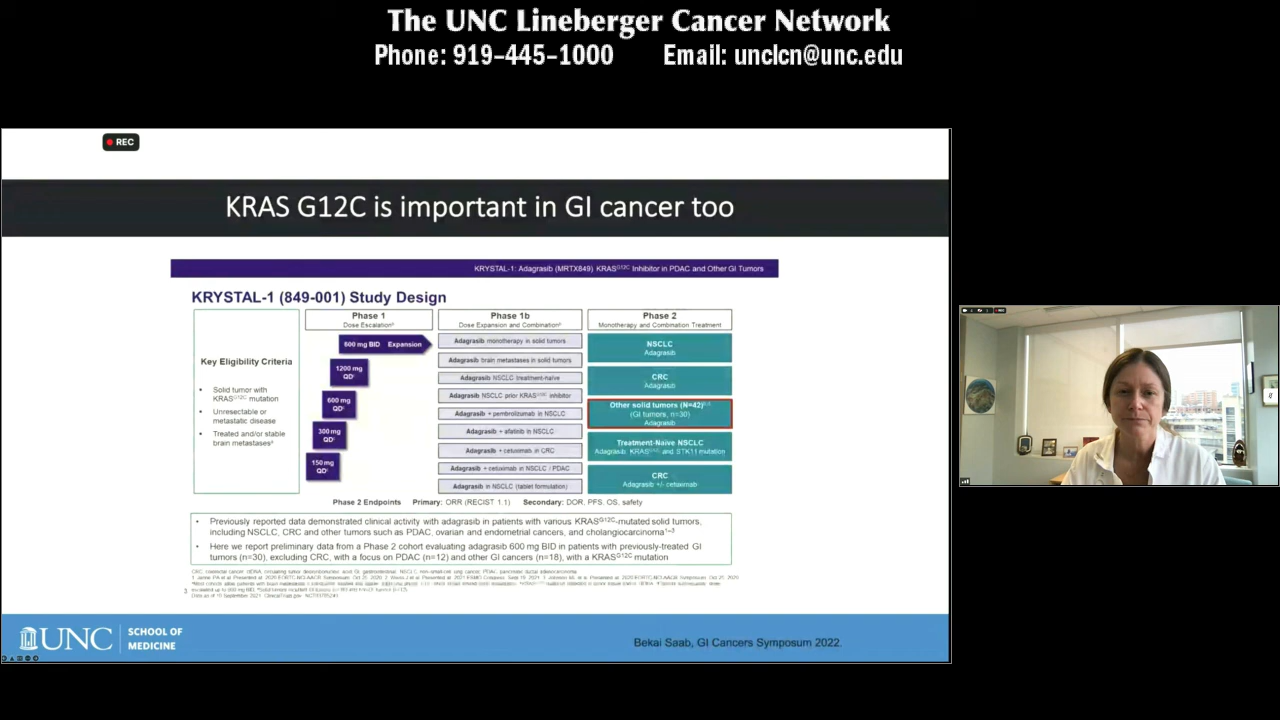 The UNC Lineberger Cancer Network
Phone: 919-445-1000 Email: unclcn@unc.edu
REC
KRAS G12C is important in GI cancer too
KRYSTAL-1: Adagrasib (MRTX849) KRASG12C Inhibitor in PDAC and Other GI Tumors
KRYSTAL-1 (849-001) Study Design
Key Eligibility Criteria
• Solid tumor with
KRASG12C mutation
• Unresectable or
metastatic disease
• Treated and/or stable
brain metastases
Phase 1
Dose Escalation
600 mg BID Expansion
1200 mg
QD
600 mg
QD
300 mg
QD
150 mg
QD
Phase 1b
Dose Expansion and Combination
Adagrasib monotherapy in solid tumors
Adagrasib brain metastases in solid tumors
Adagrasib NSCLC treatment-naïve
Adagrasib NSCLC prior KRASG12C inhibitor
Adagrasib + pembrolizumab in NSCLC
Adagrasib + afatinib in NSCLC
Adagrasib + cetuximab in CRC
Adagrasib + cetuximab in NSCLC / PDAC
Adagrasib in NSCLC (tablet formulation)
Phase 2
Monotherapy and Combination Treatment
NSCLC
Adagrasib
CRC
Adagrasib
Other solid tumors (N=42)
(GI tumors, n=30)
Adagrasib
Treatment-Naïve NSCLC
Adagrasib: KRASG12C and STK11 mutation
CRC
Adagrasib +/- cetuximab
Phase 2 Endpoints Primary: ORR (RECIST 1.1) Secondary: DOR, PFS, OS, safety
• Previously reported data demonstrated clinical activity with adagrasib in patients with various KRASG12C-mutated solid tumors,
including NSCLC, CRC and other tumors such as PDAC, ovarian and endometrial cancers, and cholangiocarcinoma1–3
• Here we report preliminary data from a Phase 2 cohort evaluating adagrasib 600 mg BID in patients with previously-treated GI
tumors (n=30), excluding CRC, with a focus on PDAC (n=12) and other GI cancers (n=18), with a KRASG12C mutation
3
UNC SCHOOL OF
MEDICINE
Bekai Saab, GI Cancers Symposium 2022.